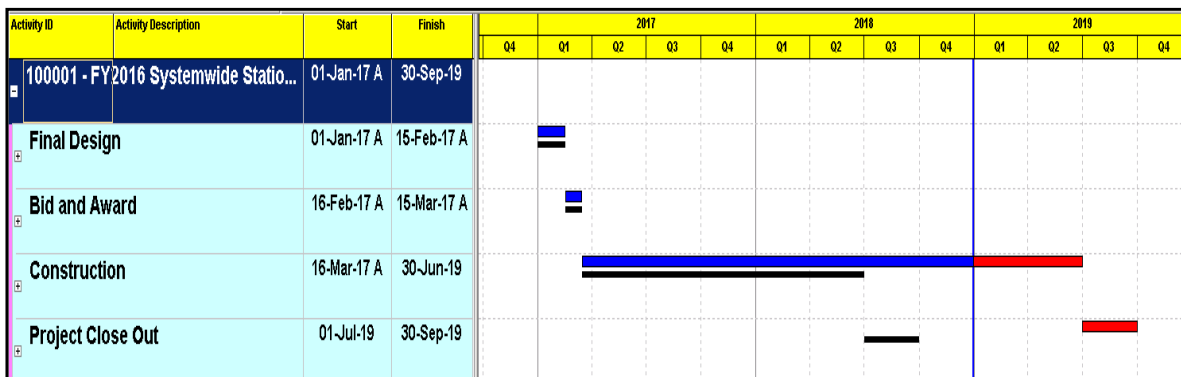 Activity ID Activity Description Start Finish 2017 2018 2019
Q4 Q1 Q2 Q3 Q4 Q1 Q2 Q3 Q4 Q1 Q2 Q3 Q4
100001 - FY2016 Systemwide Statio... 01-Jan-17 A 30-Sep-19
Final Design 01-Jan-17 A 15-Feb-17 A
Bid and Award 16-Feb-17 A 15-Mar-17 A
Construction 16-Mar-17 A 30-Jun-19
Project Close Out 01-Jul-19 30-Sep-19